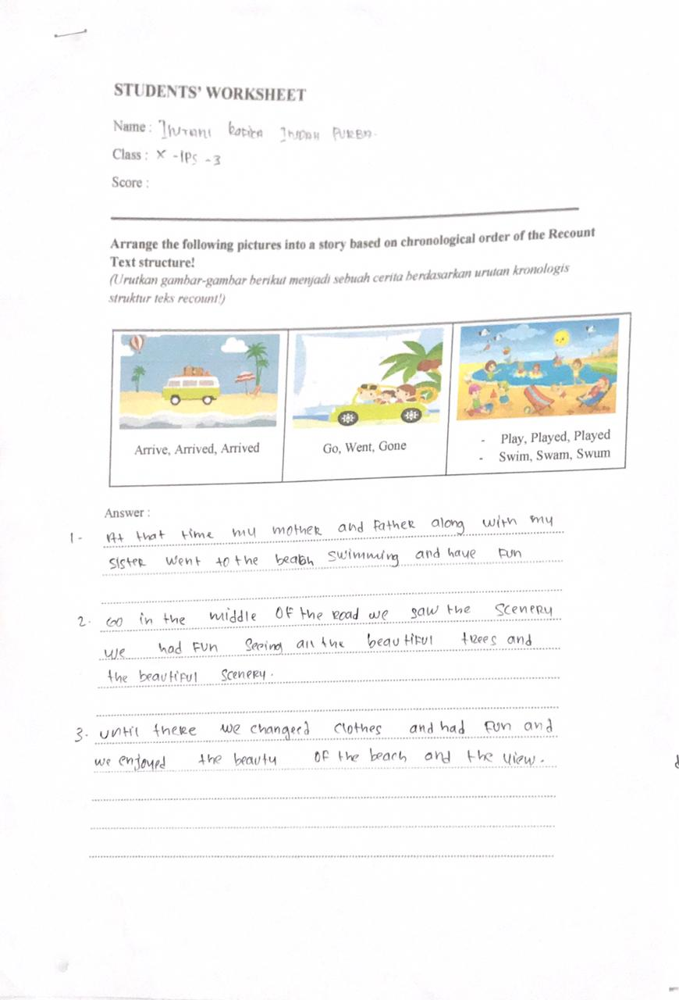 STUDENTS' WORKSHEET
Name : Intani Indah Purba.
Class : X -IPS -3
Score :
Arrange the following pictures into a story based on chronological order of the Recount
Text structure!
(Urutkan gambar-gambar berikut menjadi sebuah cerita berdasarkan urutan kronologis
struktur teks recount!)
Arrive, Arrived, Arrived
Go, Went, Gone
- Play, Played, Played
- Swim, Swam, Swum
Answer :
1- At that time my mother and father along with my
sister went to the beach swimming and have fun
2. Go in the middle of the road we saw the scenery
we had fun seeing all the beautiful trees and
the beautiful scenery.
3. until there we changed clothes and had fun and
we enjoyed the beauty of the beach and the view.